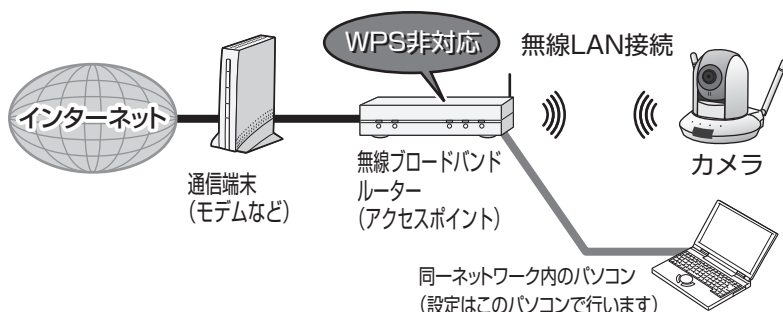 WPS非対応
無線LAN接続
インターネット
通信端末
(モデムなど)
無線ブロードバンド
ルーター
(アクセスポイント)
カメラ
同一ネットワーク内のパソコン
(設定はこのパソコンで行います)